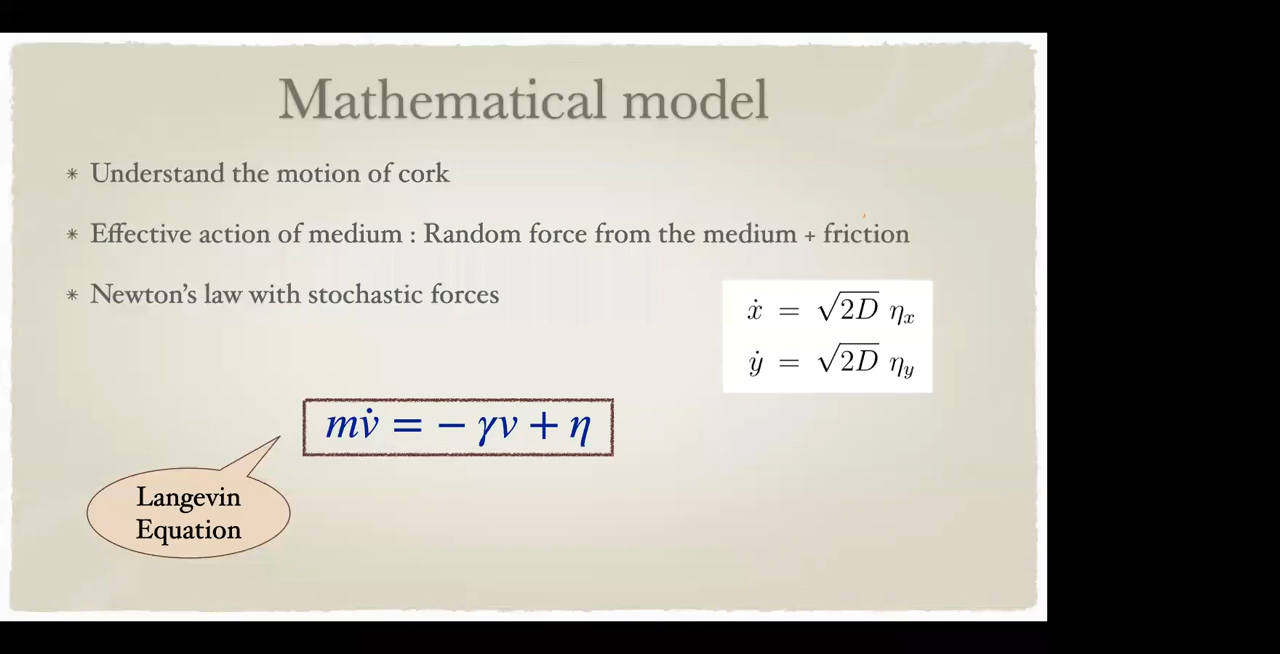 Mathematical model
* Understand the motion of cork
* Effective action of medium : Random force from the medium + friction
* Newton's law with stochastic forces
ẋ = √2D η_x
ẏ = √2D η_y
mv̇ = − γv + η
Langevin
Equation